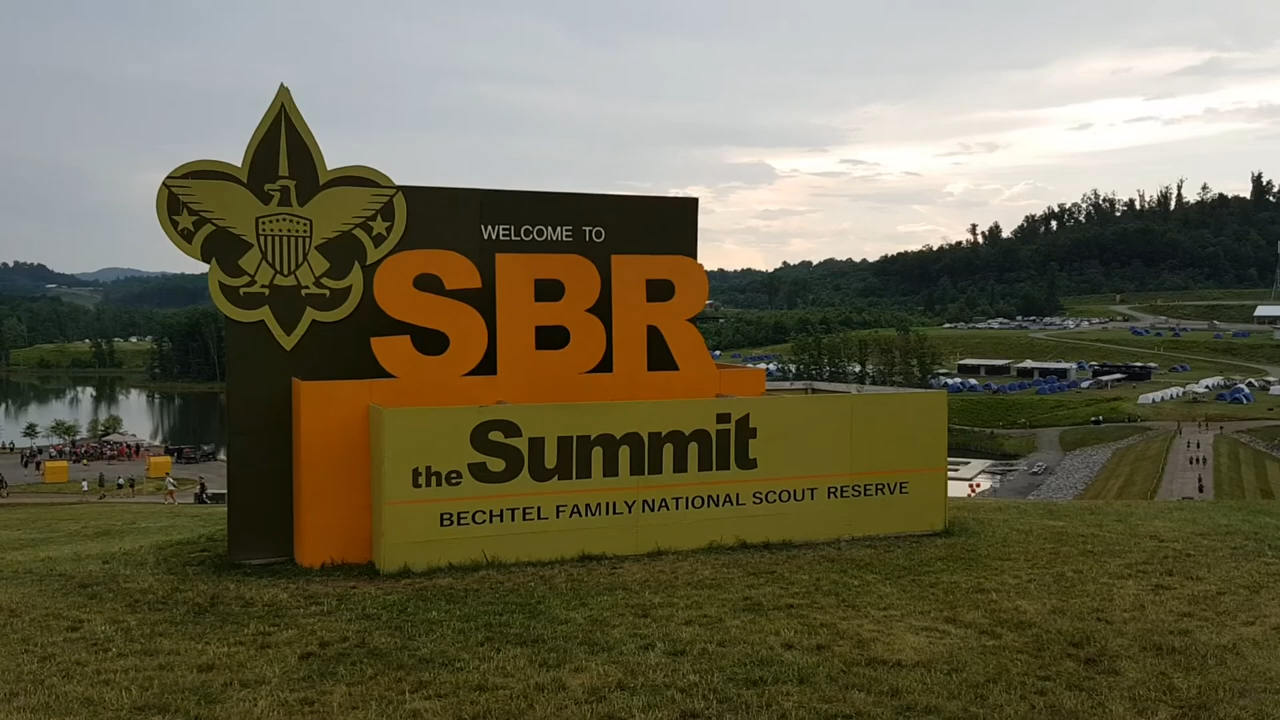 WELCOME TO
SBR
the Summit
BECHTEL FAMILY NATIONAL SCOUT RESERVE